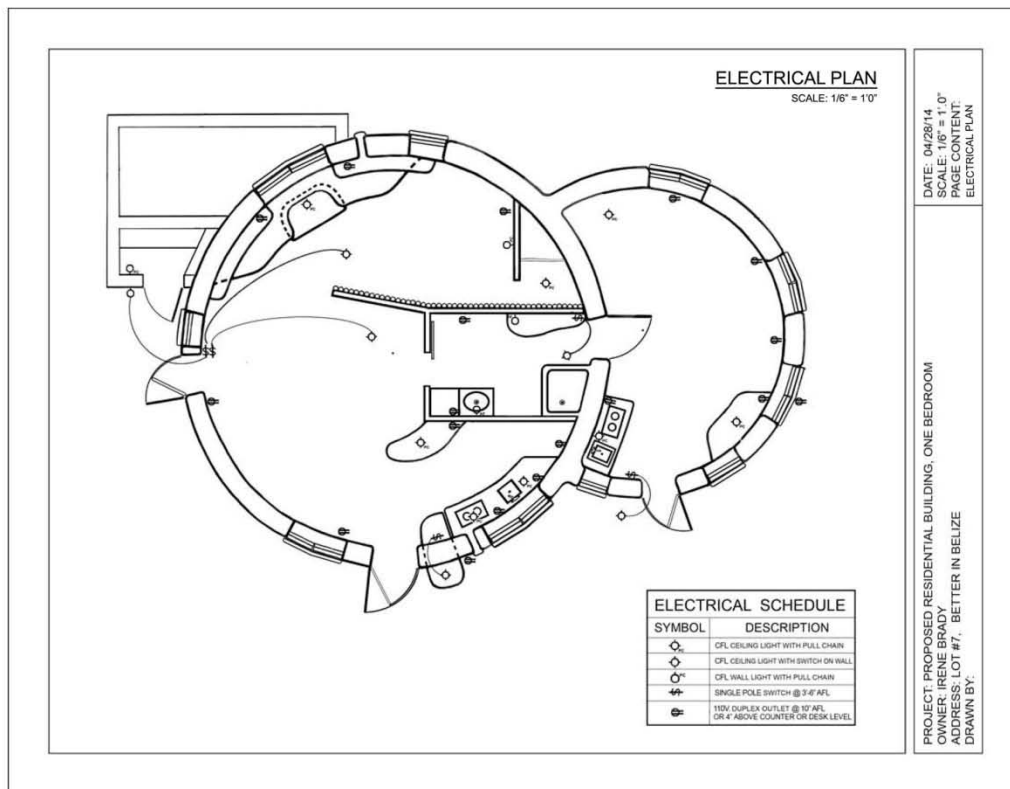 ELECTRICAL PLAN
SCALE: 1/6" = 1'0"
DATE: 04/28/14
SCALE: 1/6" = 1'.0"
PAGE CONTENT:
ELECTRICAL PLAN
PROJECT: PROPOSED RESIDENTIAL BUILDING, ONE BEDROOM
OWNER: IRENE BRADY
ADDRESS: LOT #7, BETTER IN BELIZE
DRAWN BY:
ELECTRICAL SCHEDULE
SYMBOL DESCRIPTION
PC CFL CEILING LIGHT WITH PULL CHAIN
CFL CEILING LIGHT WITH SWITCH ON WALL
PC CFL WALL LIGHT WITH PULL CHAIN
SINGLE POLE SWITCH @ 3'-6" AFL
110V. DUPLEX OUTLET @ 10" AFL
OR 4" ABOVE COUNTER OR DESK LEVEL